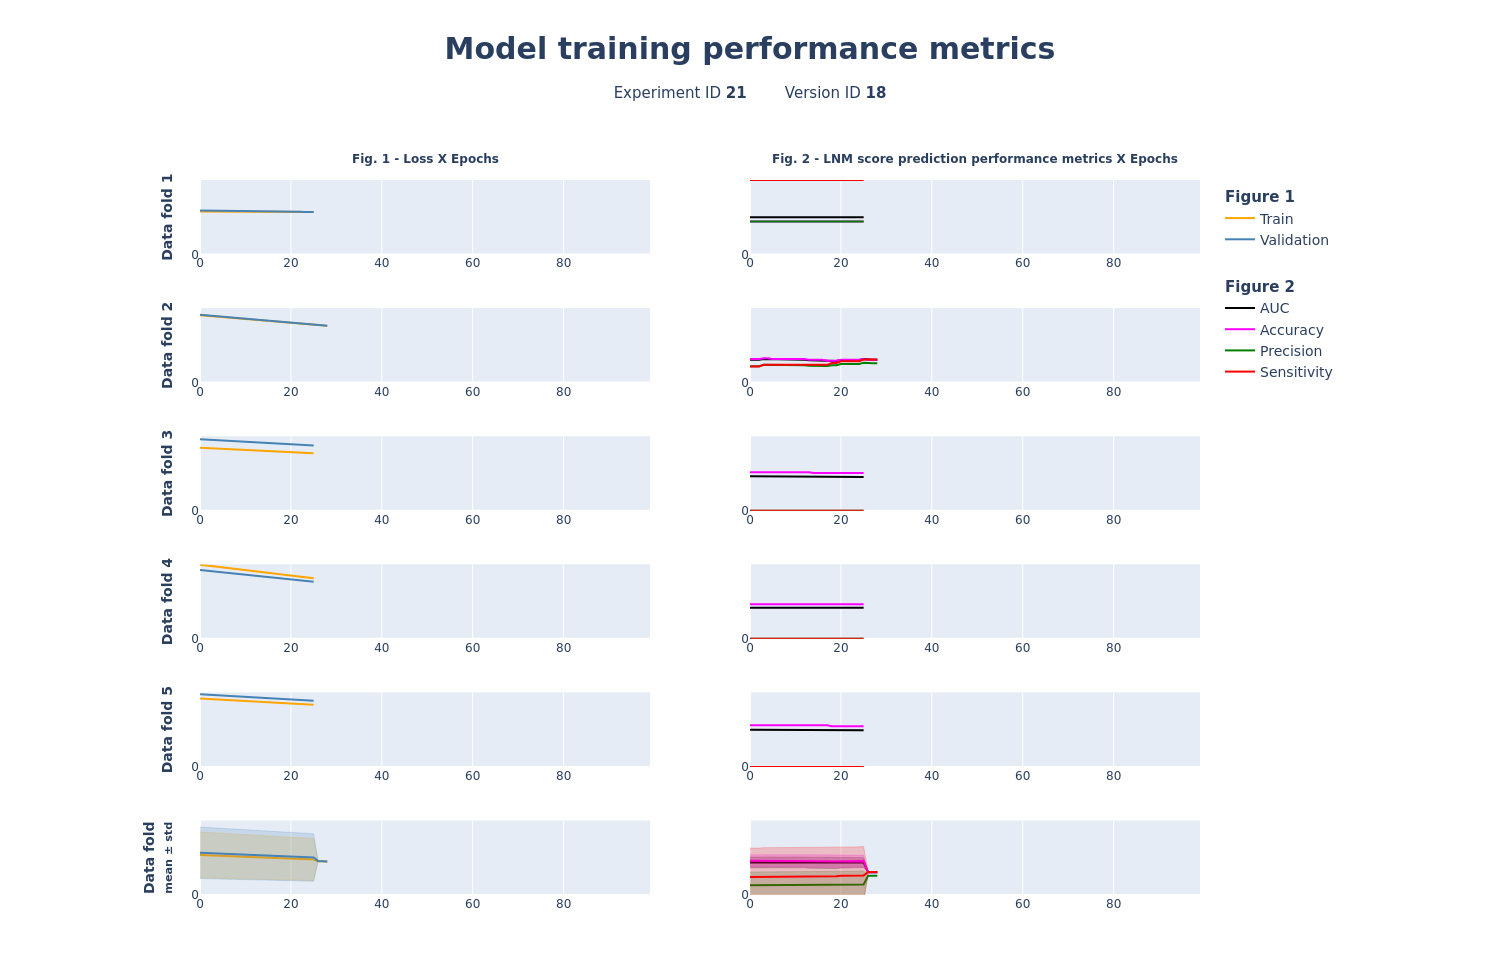 Model training performance metrics
Experiment ID 21 Version ID 18
Fig. 1 - Loss X Epochs
Fig. 2 - LNM score prediction performance metrics X Epochs
Data fold 1
0
0 20 40 60 80
0
0 20 40 60 80
Figure 1
Train
Validation
Figure 2
AUC
Accuracy
Precision
Sensitivity
Data fold 2
0
0 20 40 60 80
0
0 20 40 60 80
Data fold 3
0
0 20 40 60 80
0
0 20 40 60 80
Data fold 4
0
0 20 40 60 80
0
0 20 40 60 80
Data fold 5
0
0 20 40 60 80
0
0 20 40 60 80
Data fold
mean ± std
0
0 20 40 60 80
0
0 20 40 60 80